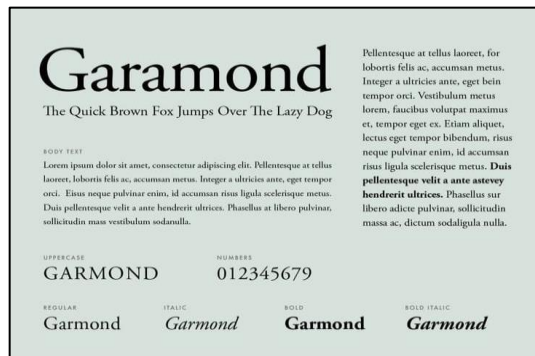 Garamond
The Quick Brown Fox Jumps Over The Lazy Dog
BODY TEXT
Lorem ipsum dolor sit amet, consectetur adipiscing elit. Pellentesque at tellus
laoreet, lobortis felis ac, accumsan metus. Integer a ultricies ante, eget tempor
orci. Eisus neque pulvinar enim, id accumsan risus ligula scelerisque metus.
Duis pellentesque velit a ante hendrerit ultrices. Phasellus at libero pulvinar,
sollicitudin mass vestibulum sodanulla.
Pellentesque at tellus laoreet, for
lobortis felis ac, accumsan metus.
Integer a ultricies ante, eget bein
tempor orci. Vestibulum metus
lorem, faucibus volutpat maximus
et, tempor eget ex. Etiam aliquet,
lectus eget tempor bibendum, risus
neque pulvinar enim, id accumsan
risus ligula scelerisque metus. Duis
pellentesque velit a ante astevey
hendrerit ultrices. Phasellus sur
libero adicte pulvinar, sollicitudin
massa ac, dictum sodaligula nulla.
UPPERCASE
GARMOND
NUMBERS
012345679
REGULAR
Garmond
ITALIC
Garmond
BOLD
Garmond
BOLD ITALIC
Garmond